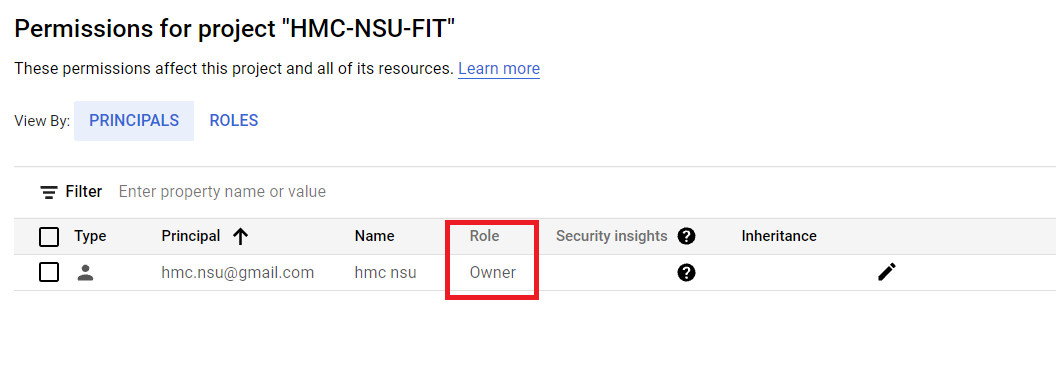 Permissions for project "HMC-NSU-FIT"
These permissions affect this project and all of its resources. Learn more
View By: PRINCIPALS ROLES
Filter Enter property name or value
Type Principal Name Role Security insights ? Inheritance
hmc.nsu@gmail.com hmc nsu Owner ?